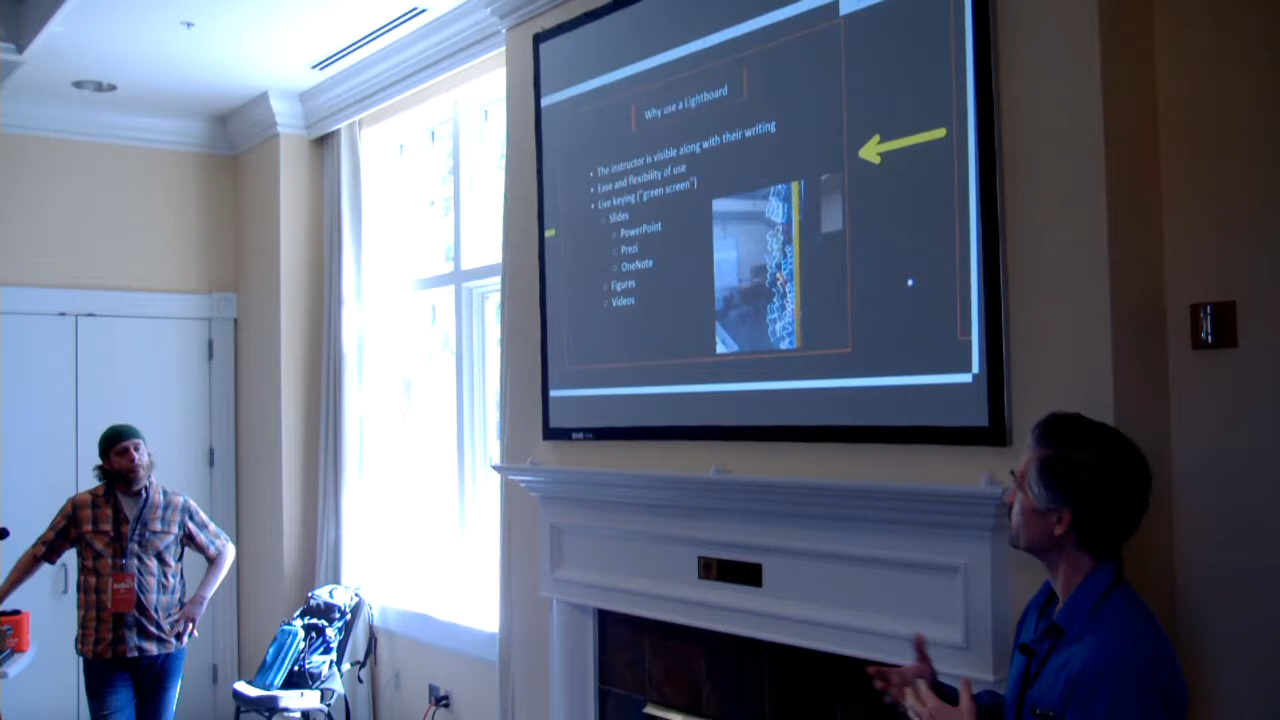 Why use a Lightboard
• The instructor is visible along with their writing
• Ease and flexibility of use
• Live keying ("green screen")
○ Slides
○ PowerPoint
○ Prezi
○ OneNote
○ Figures
○ Videos